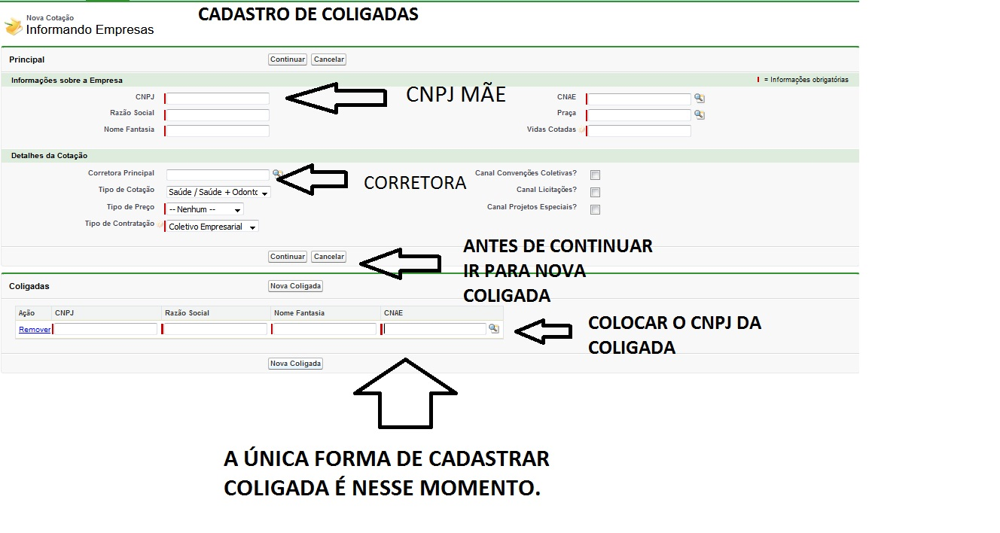 CADASTRO DE COLIGADAS
Nova Cotação
Informando Empresas
Principal
Continuar Cancelar
Informações sobre a Empresa
= Informações obrigatórias
CNPJ
CNPJ MÃE
CNAE
Razão Social
Praça
Nome Fantasia
Vidas Cotadas
Detalhes da Cotação
Corretora Principal
CORRETORA
Canal Convenções Coletivas?
Tipo de Cotação Saúde / Saúde + Odonto
Canal Licitações?
Tipo de Preço -- Nenhum --
Canal Projetos Especiais?
Tipo de Contratação Coletivo Empresarial
Continuar Cancelar
ANTES DE CONTINUAR
IR PARA NOVA
COLIGADA
Coligadas
Nova Coligada
Ação CNPJ Razão Social Nome Fantasia CNAE
Remover
COLOCAR O CNPJ DA
COLIGADA
Nova Coligada
A ÚNICA FORMA DE CADASTRAR
COLIGADA É NESSE MOMENTO.